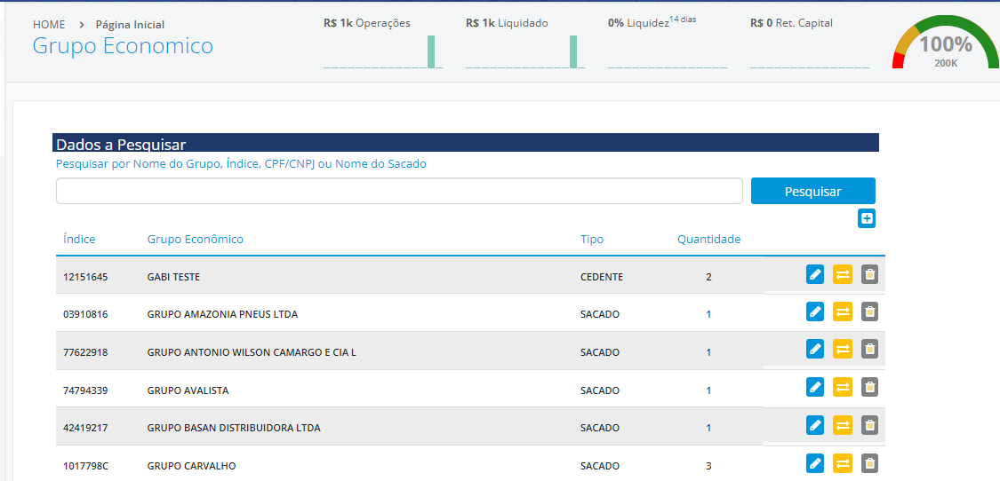 HOME > Página Inicial
Grupo Economico
R$ 1k Operações
R$ 1k Liquidado
0% Liquidez 14 dias
R$ 0 Ret. Capital
100%
200K
Dados a Pesquisar
Pesquisar por Nome do Grupo, Índice, CPF/CNPJ ou Nome do Sacado
Pesquisar
Índice Grupo Econômico Tipo Quantidade
12151645 GABI TESTE CEDENTE 2
03910816 GRUPO AMAZONIA PNEUS LTDA SACADO 1
77622918 GRUPO ANTONIO WILSON CAMARGO E CIA L SACADO 1
74794339 GRUPO AVALISTA SACADO 1
42419217 GRUPO BASAN DISTRIBUIDORA LTDA SACADO 1
1017798C GRUPO CARVALHO SACADO 3